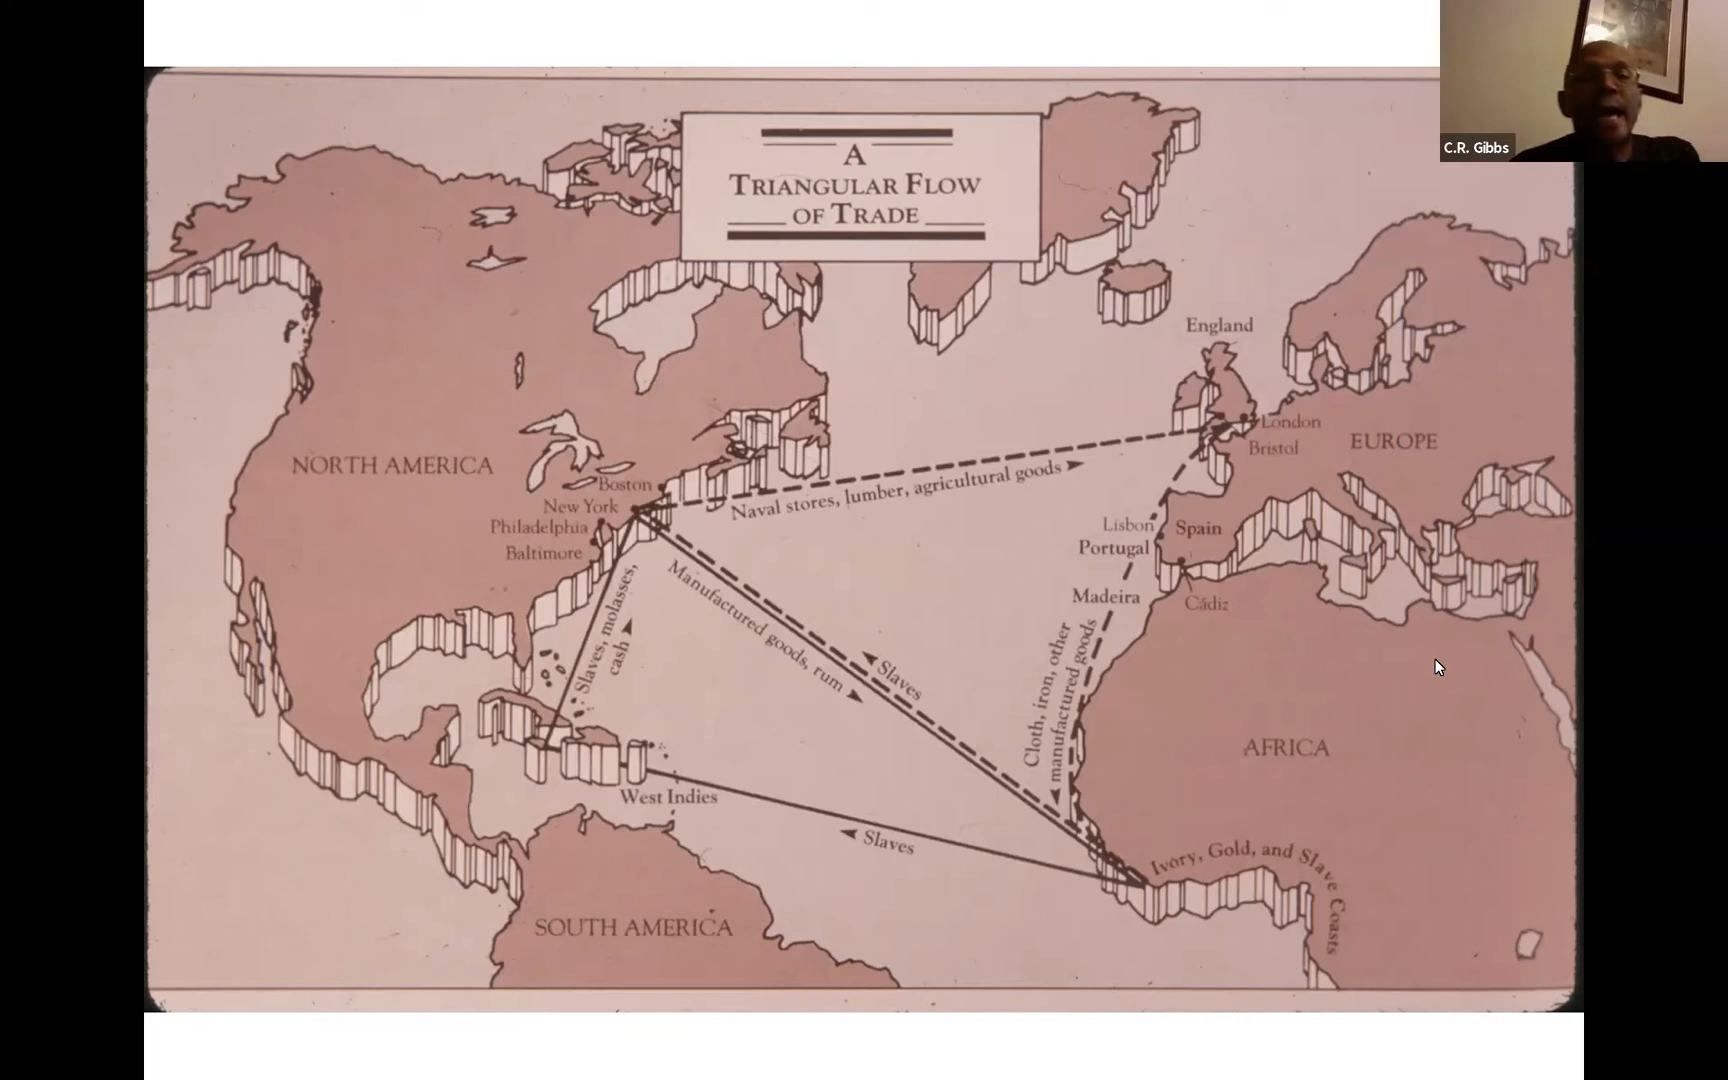 C.R. Gibbs
A
TRIANGULAR FLOW
OF TRADE
England
London
Bristol
EUROPE
NORTH AMERICA
Boston
New York
Philadelphia
Baltimore
Naval stores, lumber, agricultural goods
Lisbon
Spain
Portugal
Madeira
Cádiz
Slaves, molasses,
cash
Manufactured goods, rum
Slaves
Cloth, iron, other
manufactured goods
AFRICA
West Indies
Slaves
Ivory, Gold, and Slave Coasts
SOUTH AMERICA